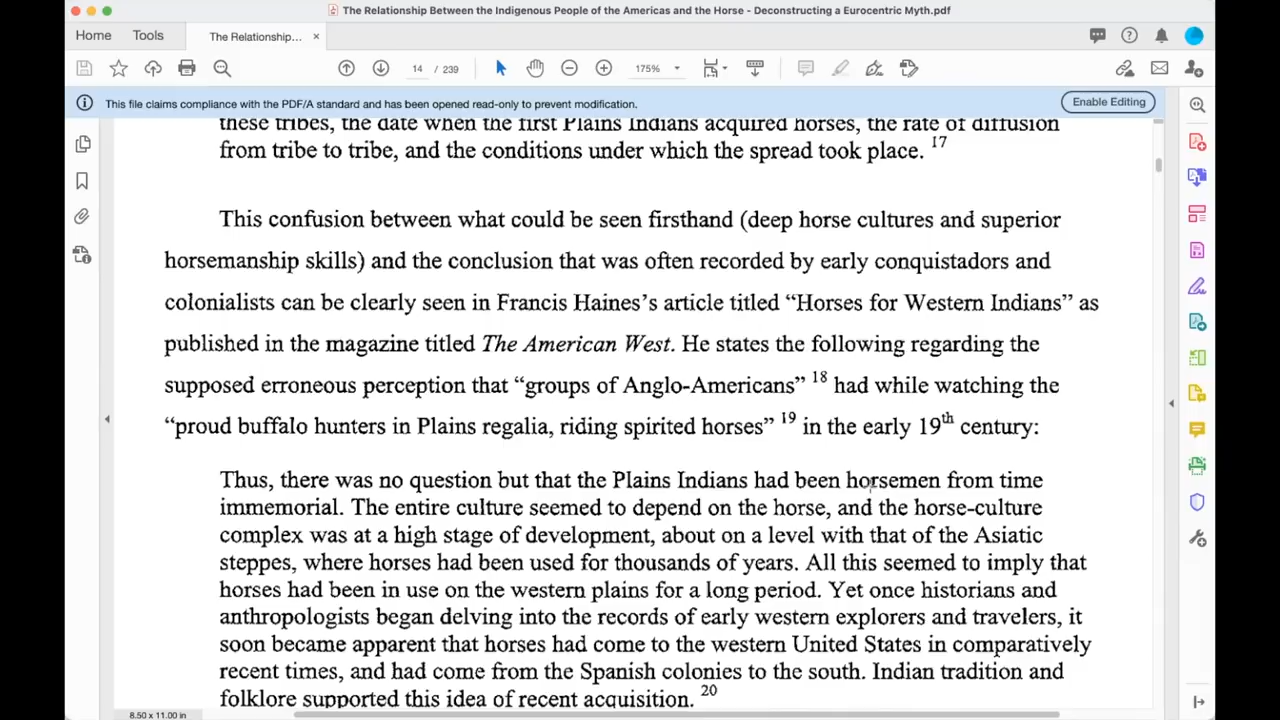 The Relationship Between the Indigenous People of the Americas and the Horse - Deconstructing a Eurocentric Myth.pdf
Home Tools The Relationship... ×
14 / 239 175%
This file claims compliance with the PDF/A standard and has been opened read-only to prevent modification. Enable Editing
these tribes, the date when the first Plains Indians acquired horses, the rate of diffusion
from tribe to tribe, and the conditions under which the spread took place. 17
This confusion between what could be seen firsthand (deep horse cultures and superior
horsemanship skills) and the conclusion that was often recorded by early conquistadors and
colonialists can be clearly seen in Francis Haines's article titled “Horses for Western Indians” as
published in the magazine titled The American West. He states the following regarding the
supposed erroneous perception that “groups of Anglo-Americans” 18 had while watching the
“proud buffalo hunters in Plains regalia, riding spirited horses” 19 in the early 19th century:
Thus, there was no question but that the Plains Indians had been horsemen from time
immemorial. The entire culture seemed to depend on the horse, and the horse-culture
complex was at a high stage of development, about on a level with that of the Asiatic
steppes, where horses had been used for thousands of years. All this seemed to imply that
horses had been in use on the western plains for a long period. Yet once historians and
anthropologists began delving into the records of early western explorers and travelers, it
soon became apparent that horses had come to the western United States in comparatively
recent times, and had come from the Spanish colonies to the south. Indian tradition and
folklore supported this idea of recent acquisition. 20
8.50 x 11.00 in